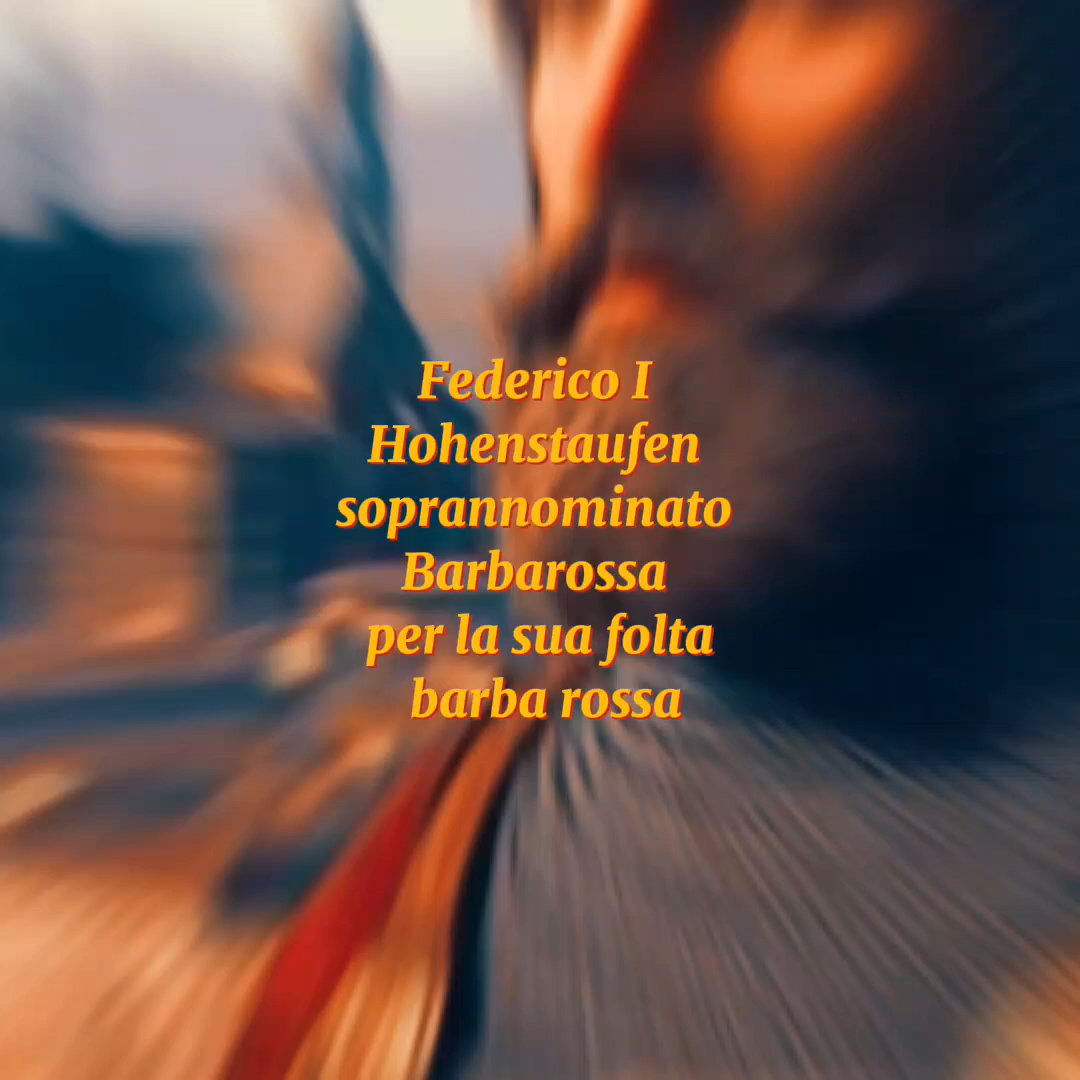 Federico I
Hohenstaufen
soprannominato
Barbarossa
per la sua folta
barba rossa